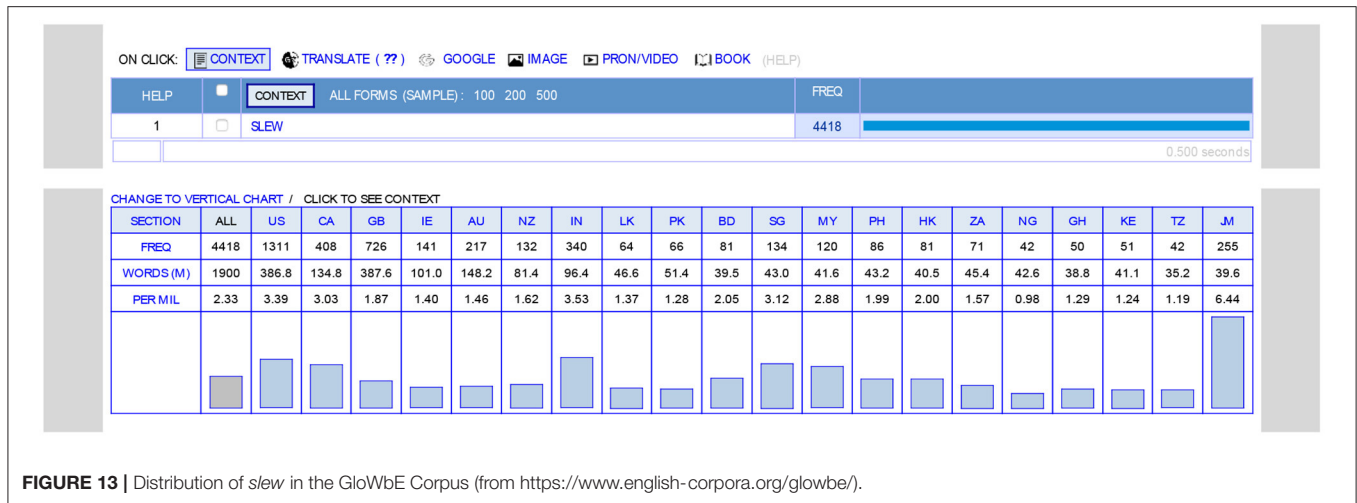 ON CLICK: CONTEXT TRANSLATE ( ?? ) GOOGLE IMAGE PRON/VIDEO BOOK (HELP)
HELP CONTEXT ALL FORMS (SAMPLE) : 100 200 500 FREQ
1 SLEW 4418
0.500 seconds
CHANGE TO VERTICAL CHART / CLICK TO SEE CONTEXT
SECTION ALL US CA GB IE AU NZ IN LK PK BD SG MY PH HK ZA NG GH KE TZ JM
FREQ 4418 1311 408 726 141 217 132 340 64 66 81 134 120 86 81 71 42 50 51 42 255
WORDS (M) 1900 386.8 134.8 387.6 101.0 148.2 81.4 96.4 46.6 51.4 39.5 43.0 41.6 43.2 40.5 45.4 42.6 38.8 41.1 35.2 39.6
PER MIL 2.33 3.39 3.03 1.87 1.40 1.46 1.62 3.53 1.37 1.28 2.05 3.12 2.88 1.99 2.00 1.57 0.98 1.29 1.24 1.19 6.44
FIGURE 13 | Distribution of slew in the GloWbE Corpus (from https://www.english-corpora.org/glowbe/).